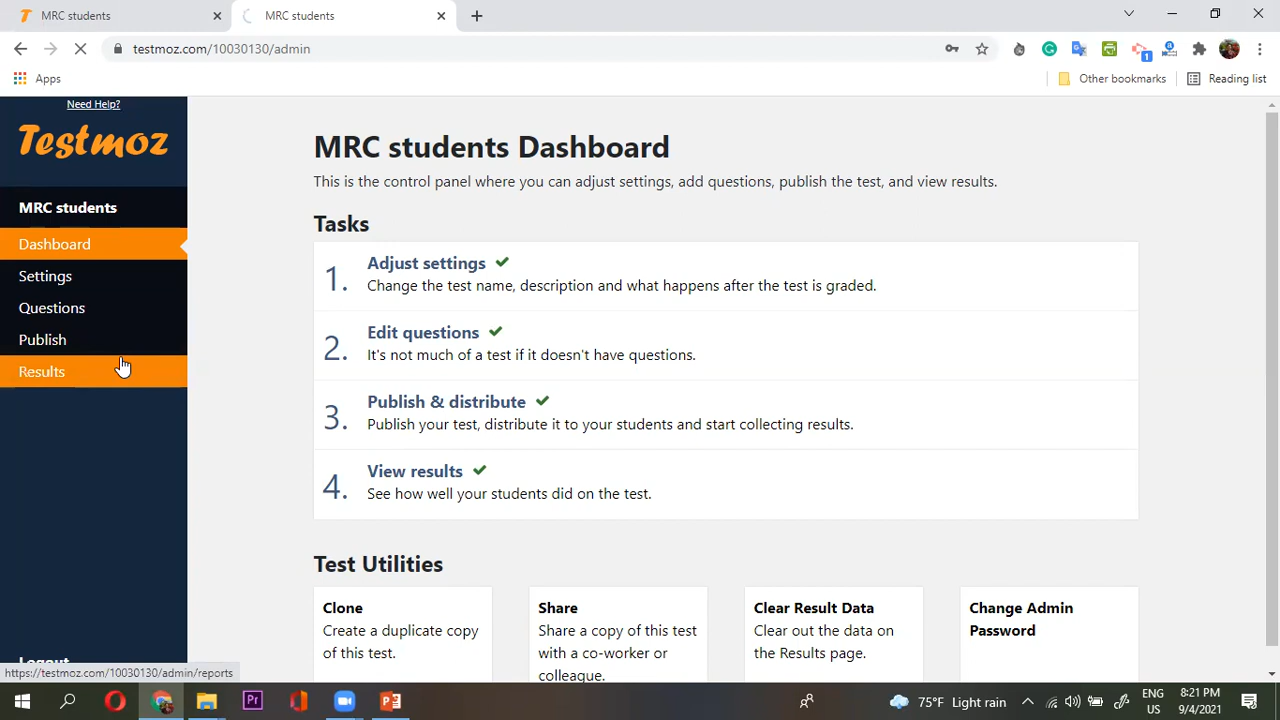 MRC students
MRC students
testmoz.com/10030130/admin
1
Apps
Other bookmarks
Reading list
Need Help?
Testmoz
MRC students
Dashboard
Settings
Questions
Publish
Results
Logout
MRC students Dashboard
This is the control panel where you can adjust settings, add questions, publish the test, and view results.
Tasks
1.
Adjust settings
Change the test name, description and what happens after the test is graded.
2.
Edit questions
It's not much of a test if it doesn't have questions.
3.
Publish & distribute
Publish your test, distribute it to your students and start collecting results.
4.
View results
See how well your students did on the test.
Test Utilities
Clone
Create a duplicate copy
of this test.
Share
Share a copy of this test
with a co-worker or
colleague.
Clear Result Data
Clear out the data on
the Results page.
Change Admin
Password
https://testmoz.com/10030130/admin/reports
Pr
75°F Light rain
ENG
US
8:21 PM
9/4/2021